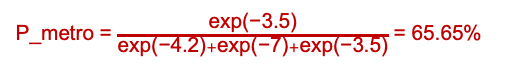 P_metro = exp(−3.5) / exp(−4.2)+exp(−7)+exp(−3.5) = 65.65%